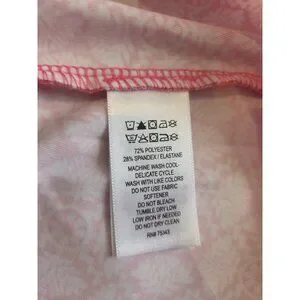 72% POLYESTER
28% SPANDEX / ELASTANE
MACHINE WASH COOL-
DELICATE CYCLE
WASH WITH LIKE COLORS
DO NOT USE FABRIC
SOFTENER
DO NOT BLEACH
TUMBLE DRY LOW
LOW IRON IF NEEDED
DO NOT DRY CLEAN
RN# 75343